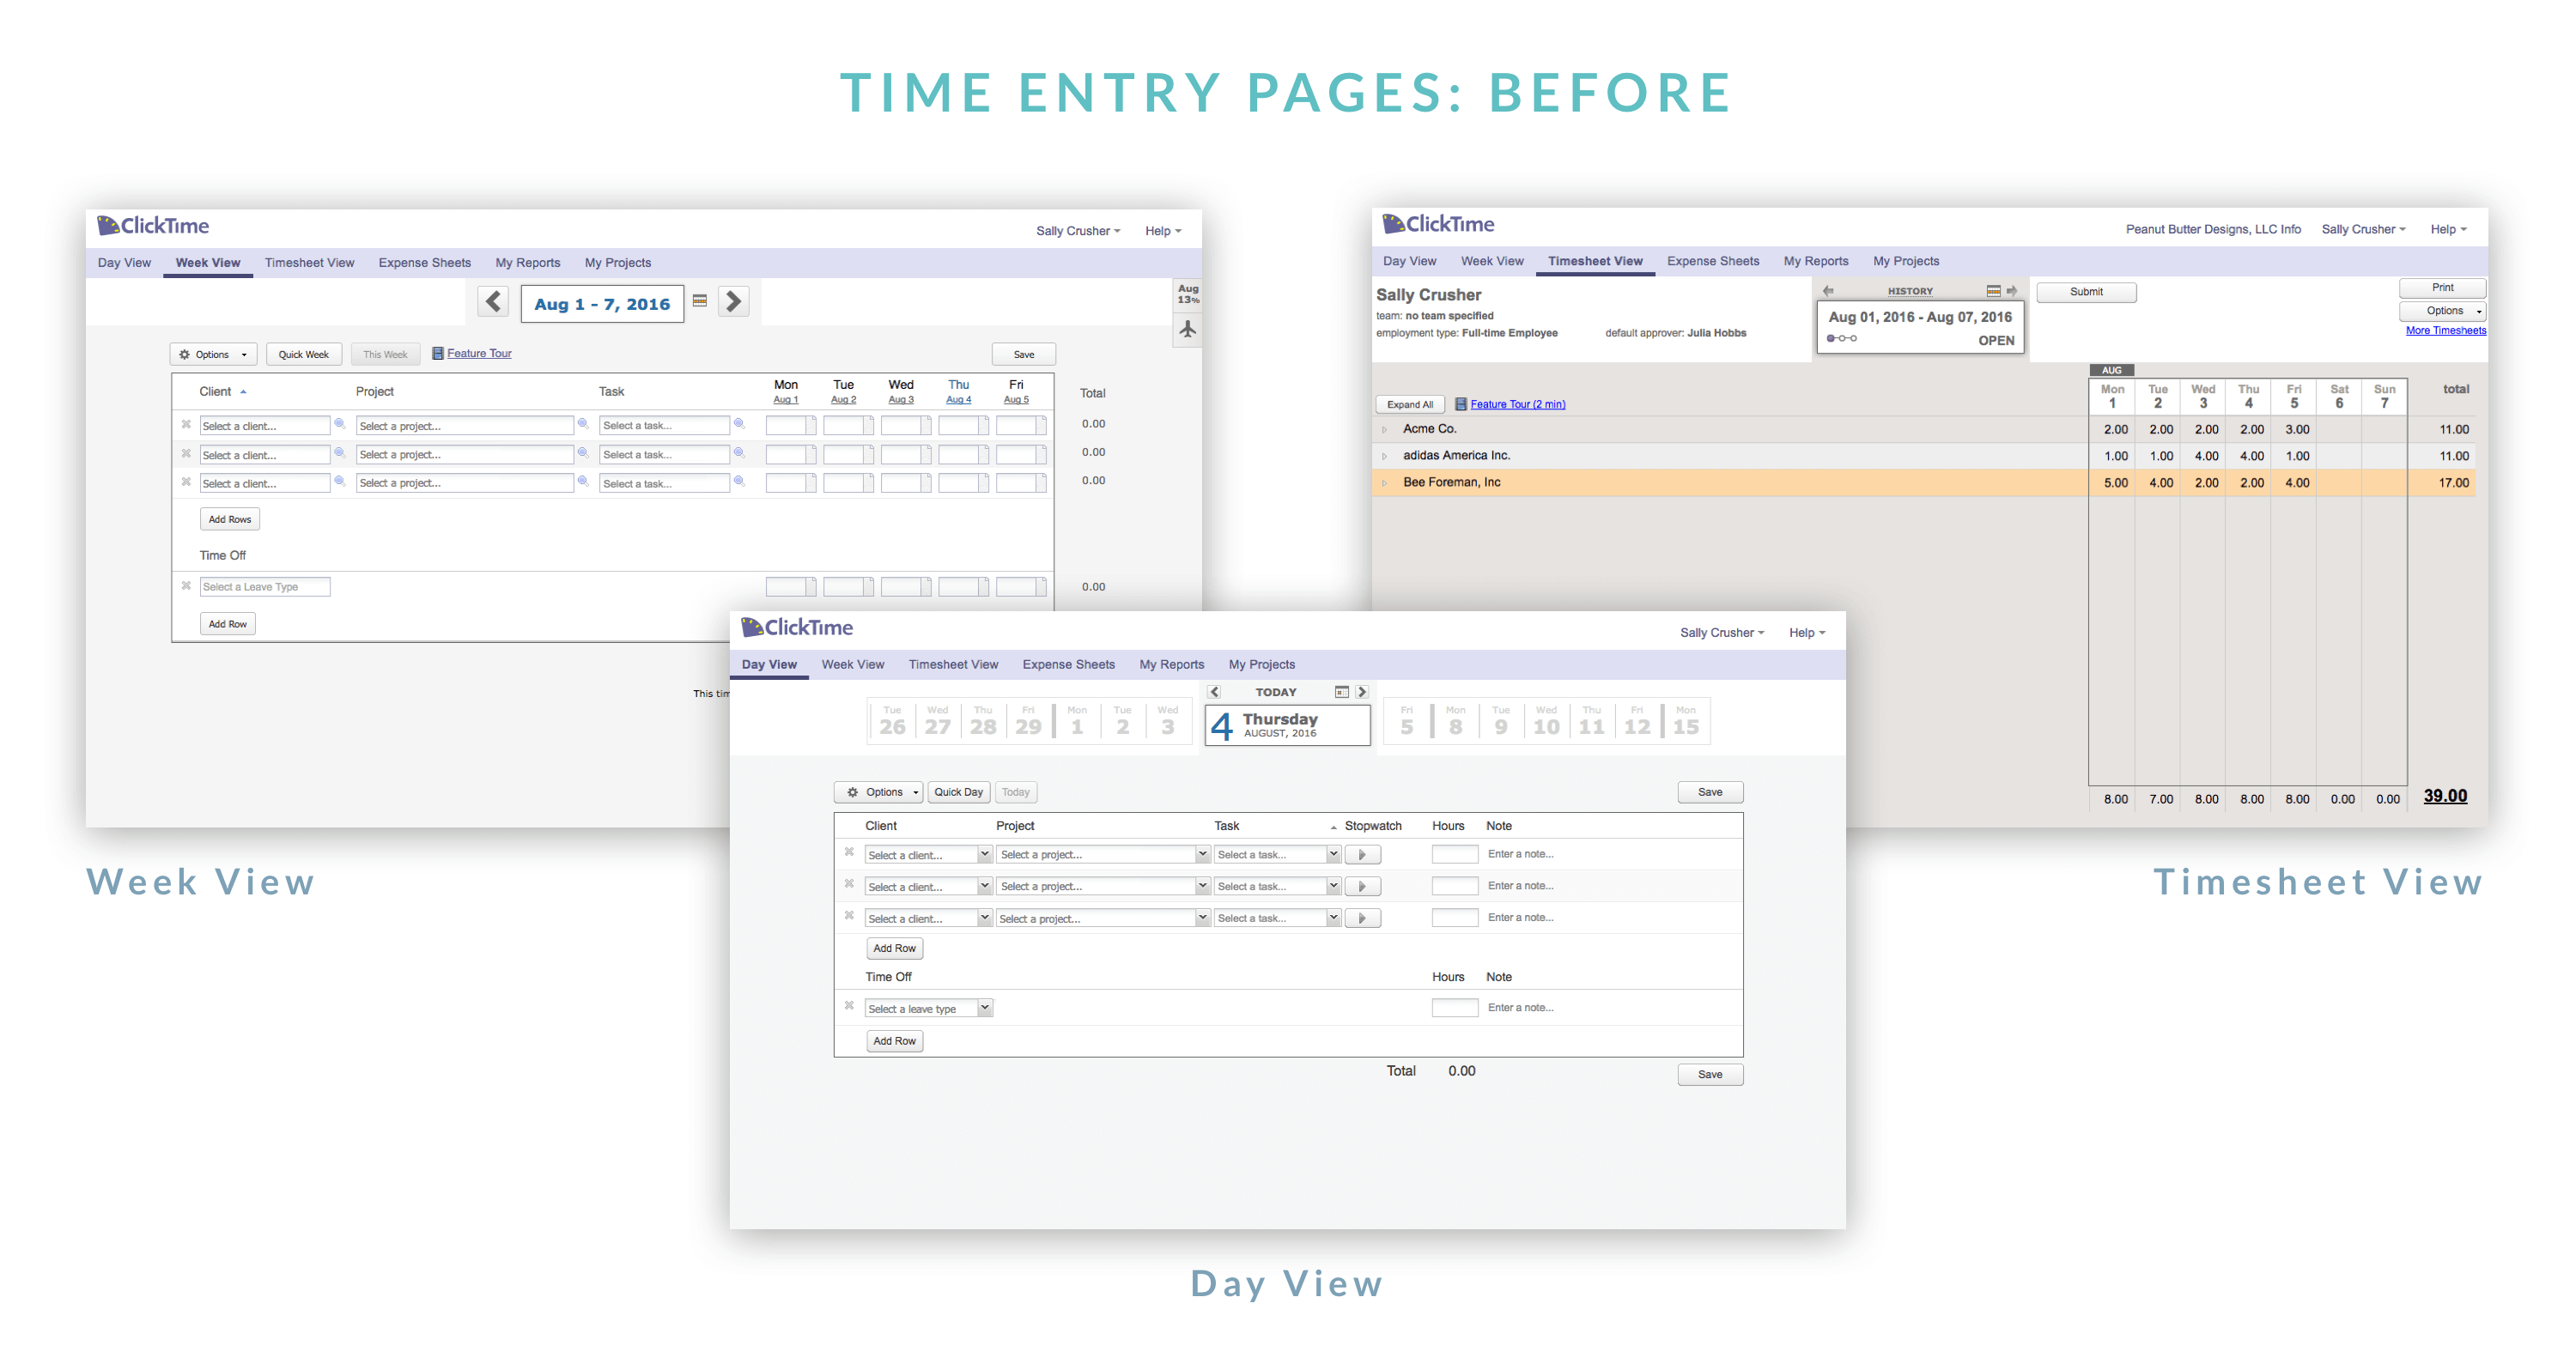 TIME ENTRY PAGES: BEFORE
ClickTime
Sally Crusher Help
Day View Week View Timesheet View Expense Sheets My Reports My Projects
Aug 1 - 7, 2016
Aug
13%
Options Quick Week This Week Feature Tour Save
Client Project Task Mon Tue Wed Thu Fri Total
Aug 1 Aug 2 Aug 3 Aug 4 Aug 5
Select a client... Select a project... Select a task... 0.00
Select a client... Select a project... Select a task... 0.00
Select a client... Select a project... Select a task... 0.00
Add Rows
Time Off
Select a Leave Type 0.00
Add Row
This tim
Week View
ClickTime
Peanut Butter Designs, LLC Info Sally Crusher Help
Day View Week View Timesheet View Expense Sheets My Reports My Projects
Sally Crusher
team: no team specified
employment type: Full-time Employee default approver: Julia Hobbs
HISTORY
Aug 01, 2016 - Aug 07, 2016
OPEN
Submit
Print
Options
More Timesheets
AUG
Mon Tue Wed Thu Fri Sat Sun total
1 2 3 4 5 6 7
Expand All Feature Tour (2 min)
Acme Co. 2.00 2.00 2.00 2.00 3.00 11.00
adidas America Inc. 1.00 1.00 4.00 4.00 1.00 11.00
Bee Foreman, Inc 5.00 4.00 2.00 2.00 4.00 17.00
8.00 7.00 8.00 8.00 8.00 0.00 0.00 39.00
Timesheet View
ClickTime
Sally Crusher Help
Day View Week View Timesheet View Expense Sheets My Reports My Projects
TODAY
Tue Wed Thu Fri Mon Tue Wed
26 27 28 29 1 2 3
4 Thursday
AUGUST, 2016
Fri Mon Tue Wed Thu Fri Mon
5 8 9 10 11 12 15
Options Quick Day Today Save
Client Project Task Stopwatch Hours Note
Select a client... Select a project... Select a task... Enter a note...
Select a client... Select a project... Select a task... Enter a note...
Select a client... Select a project... Select a task... Enter a note...
Add Row
Time Off Hours Note
Select a leave type Enter a note...
Add Row
Total 0.00 Save
Day View